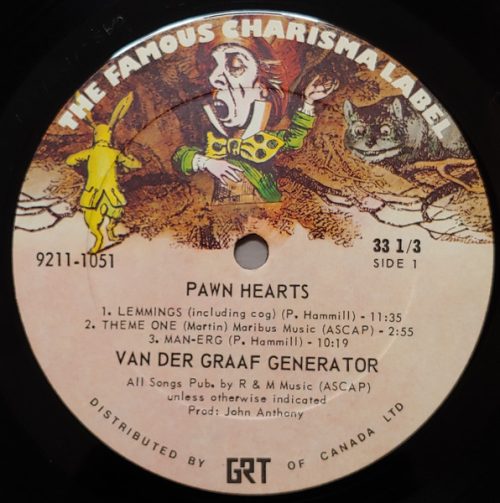 THE FAMOUS CHARISMA LABEL
9211-1051
33 1/3
SIDE 1
PAWN HEARTS
1. LEMMINGS (including cog) (P. Hammill) - 11:35
2. THEME ONE (Martin) Maribus Music (ASCAP) - 2:55
3. MAN-ERG (P. Hammill) - 10:19
VAN DER GRAAF GENERATOR
All Songs Pub. by R & M Music (ASCAP)
unless otherwise indicated
Prod: John Anthony
DISTRIBUTED BY GRT OF CANADA LTD